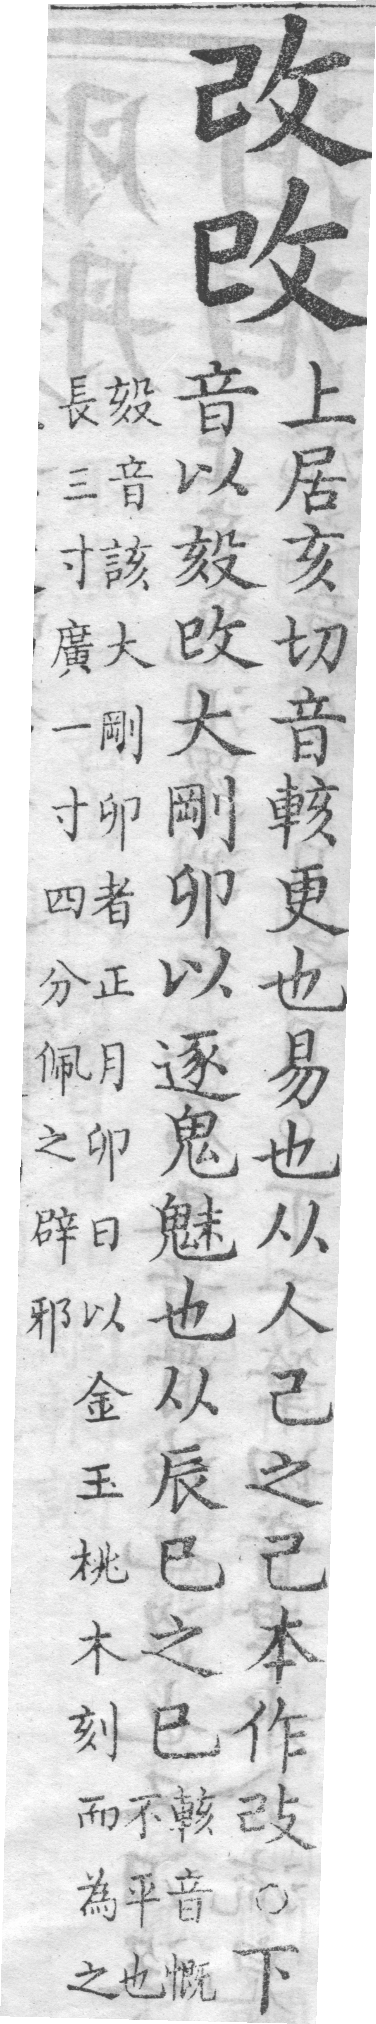 改攺
上居亥切音輆更也易也从人己之己本作改○下
音以㱾攺大剛卯以逐鬼魅也从辰巳之巳輆音慨
不平也
㱾音該大剛卯者正月卯日以金玉桃木刻而為之
長三寸廣一寸四分佩之辟邪